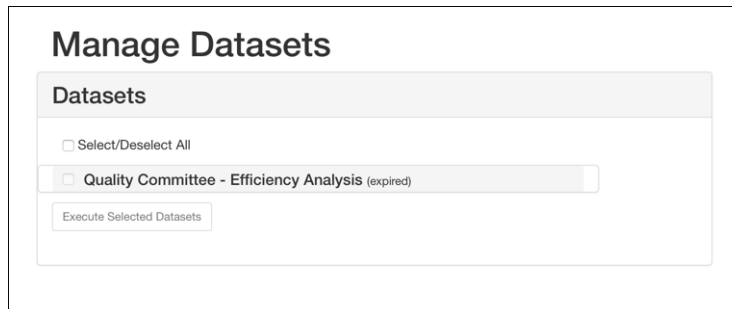 Manage Datasets
Datasets
Select/Deselect All
Quality Committee - Efficiency Analysis (expired)
Execute Selected Datasets